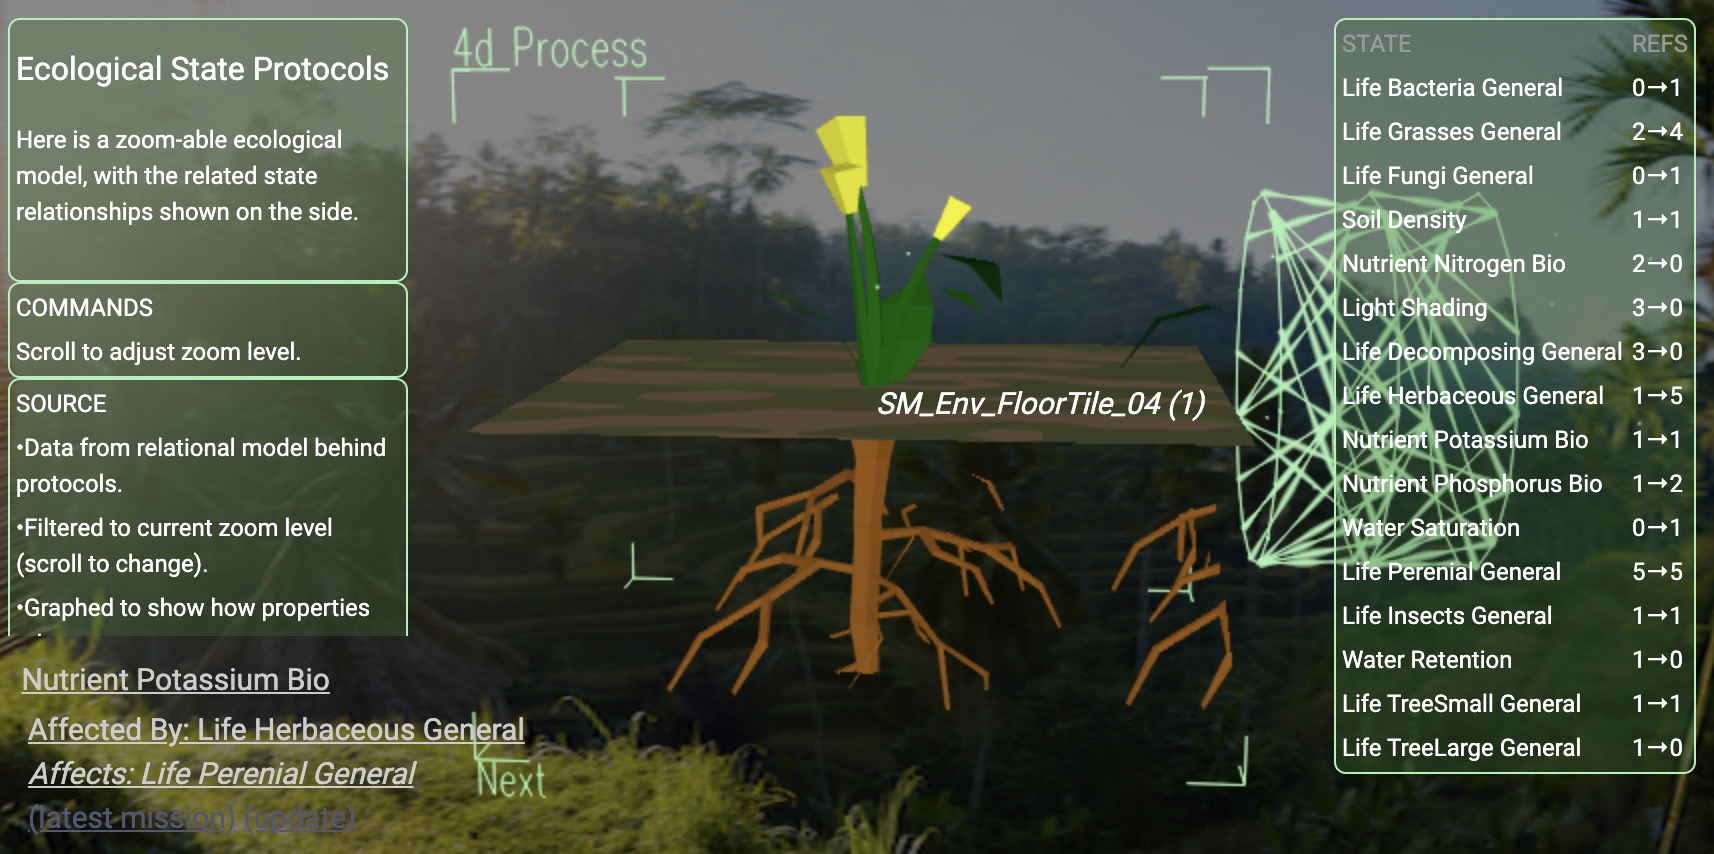 Ecological State Protocols
Here is a zoom-able ecological
model, with the related state
relationships shown on the side.
COMMANDS
Scroll to adjust zoom level.
SOURCE
•Data from relational model behind
protocols.
•Filtered to current zoom level
(scroll to change).
•Graphed to show how properties
Nutrient Potassium Bio
Affected By: Life Herbaceous General
Affects: Life Perenial General
(latest mission) (update)
4d Process
SM_Env_FloorTile_04 (1)
Next
STATE REFS
Life Bacteria General 0→1
Life Grasses General 2→4
Life Fungi General 0→1
Soil Density 1→1
Nutrient Nitrogen Bio 2→0
Light Shading 3→0
Life Decomposing General 3→0
Life Herbaceous General 1→5
Nutrient Potassium Bio 1→1
Nutrient Phosphorus Bio 1→2
Water Saturation 0→1
Life Perenial General 5→5
Life Insects General 1→1
Water Retention 1→0
Life TreeSmall General 1→1
Life TreeLarge General 1→0